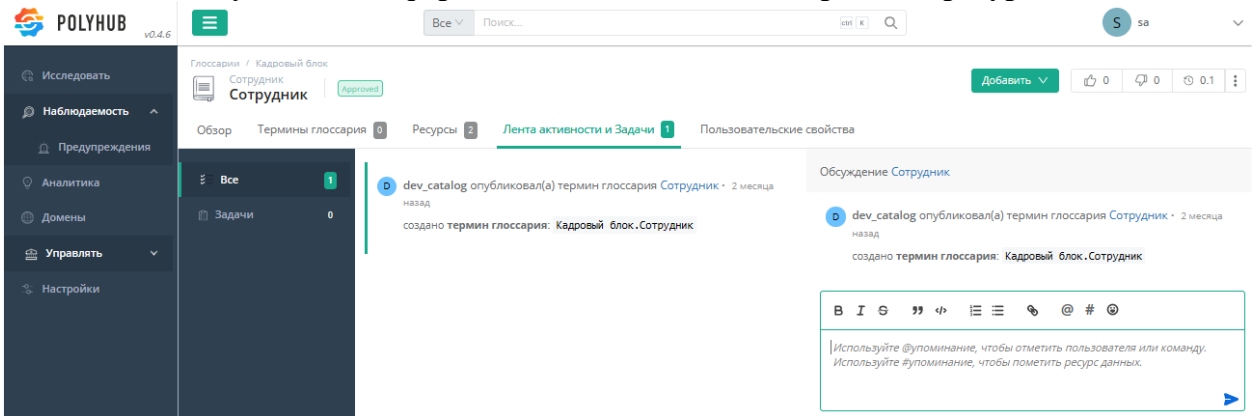 POLYHUB v0.4.6
Все Поиск... ctrl K
S sa
Исследовать
Наблюдаемость
Предупреждения
Аналитика
Домены
Управлять
Настройки
Глоссарии / Кадровый блок
Сотрудник
Сотрудник Approved
Добавить 0 0 0.1
Обзор Термины глоссария 0 Ресурсы 2 Лента активности и Задачи 1 Пользовательские свойства
Все 1
Задачи 0
D dev_catalog опубликовал(а) термин глоссария Сотрудник • 2 месяца
назад
создано термин глоссария: Кадровый блок.Сотрудник
Обсуждение Сотрудник
D dev_catalog опубликовал(а) термин глоссария Сотрудник • 2 месяца
назад
создано термин глоссария: Кадровый блок.Сотрудник
B I S @ #
Используйте @упоминание, чтобы отметить пользователя или команду.
Используйте #упоминание, чтобы пометить ресурс данных.